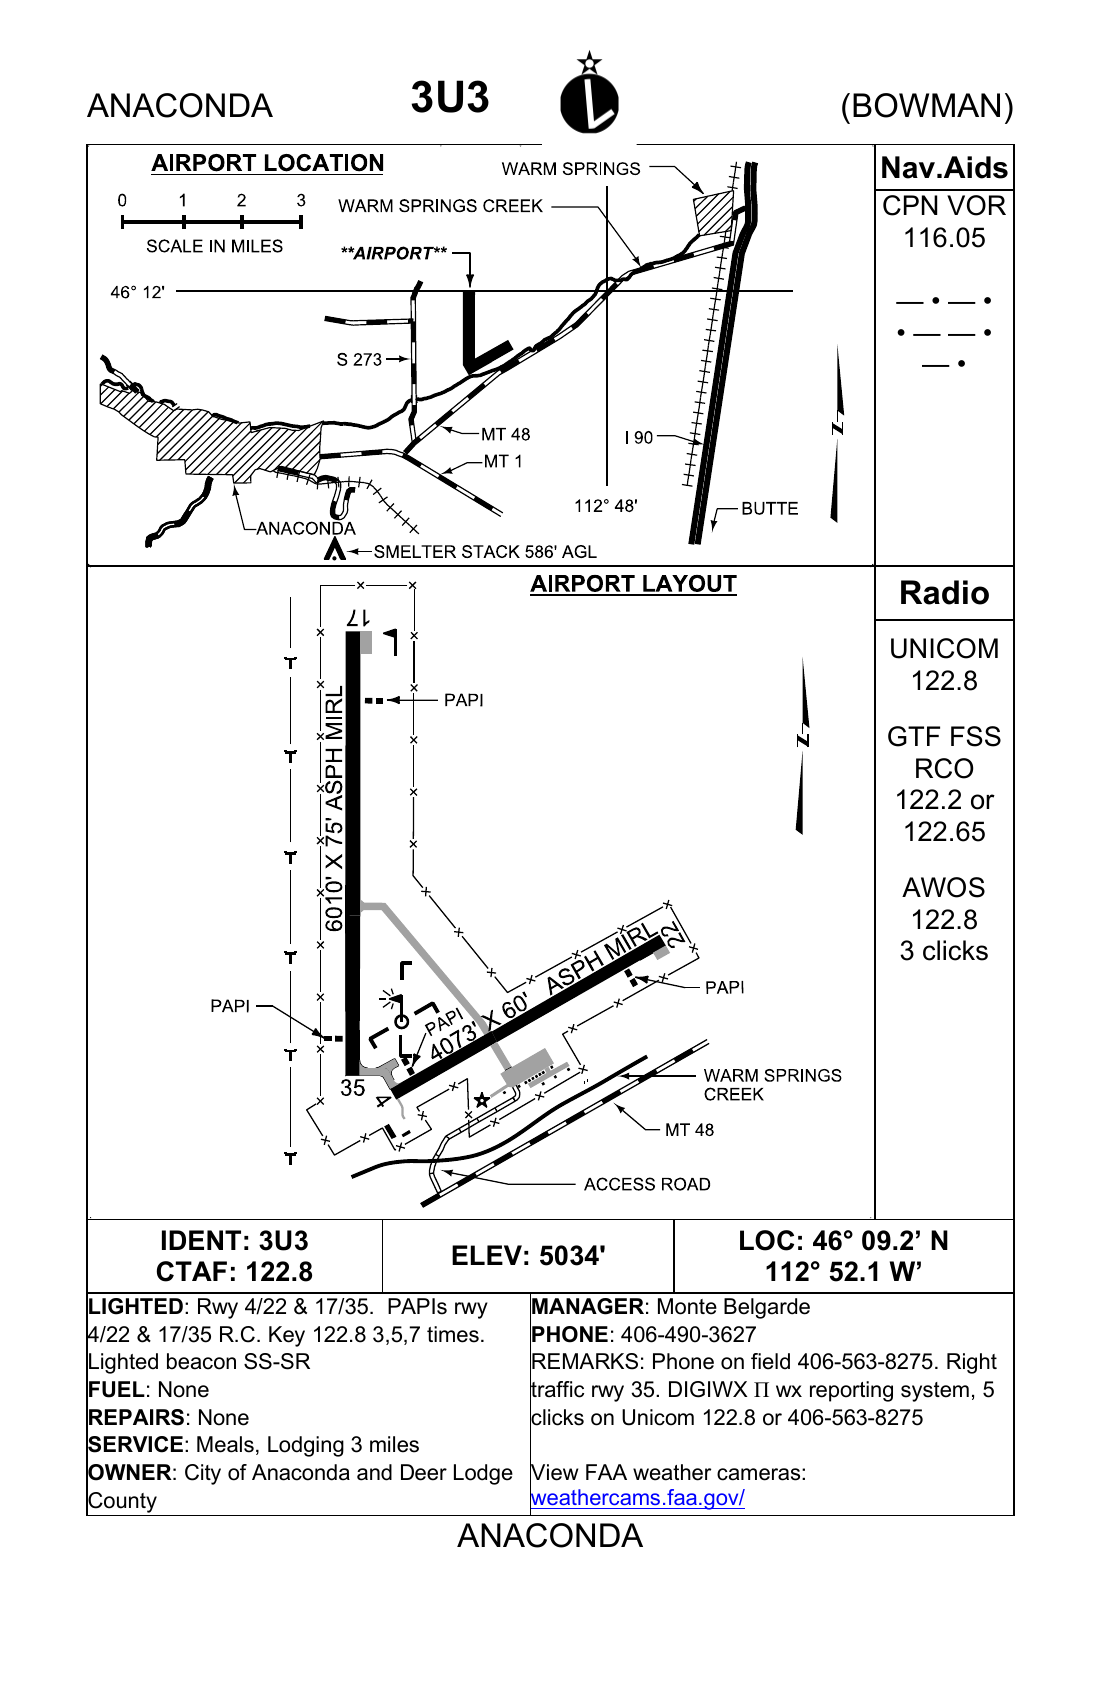 ANACONDA 3U3 (BOWMAN)
AIRPORT LOCATION
0 1 2 3
SCALE IN MILES
WARM SPRINGS
WARM SPRINGS CREEK
**AIRPORT**
46° 12'
S 273
MT 48
MT 1
I 90
112° 48'
BUTTE
ANACONDA
SMELTER STACK 586' AGL
N
Nav.Aids
CPN VOR
116.05
AIRPORT LAYOUT
17
PAPI
6010' X 75' ASPH MIRL
N
22
PAPI
PAPI
PAPI
4073' X 60' ASPH MIRL
35
4
WARM SPRINGS
CREEK
MT 48
ACCESS ROAD
Radio
UNICOM
122.8
GTF FSS
RCO
122.2 or
122.65
AWOS
122.8
3 clicks
IDENT: 3U3
CTAF: 122.8
ELEV: 5034'
LOC: 46° 09.2’ N
112° 52.1 W’
LIGHTED: Rwy 4/22 & 17/35. PAPIs rwy
4/22 & 17/35 R.C. Key 122.8 3,5,7 times.
Lighted beacon SS-SR
FUEL: None
REPAIRS: None
SERVICE: Meals, Lodging 3 miles
OWNER: City of Anaconda and Deer Lodge
County
MANAGER: Monte Belgarde
PHONE: 406-490-3627
REMARKS: Phone on field 406-563-8275. Right
traffic rwy 35. DIGIWX Π wx reporting system, 5
clicks on Unicom 122.8 or 406-563-8275
View FAA weather cameras:
weathercams.faa.gov/
ANACONDA